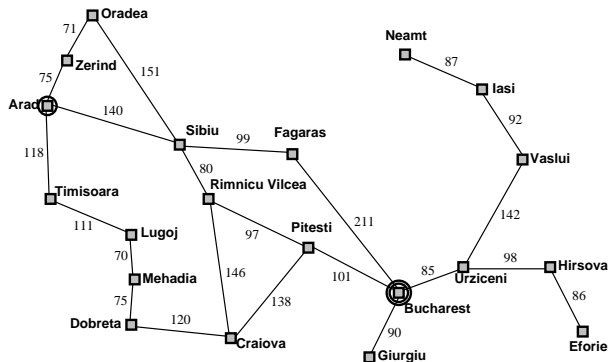 Oradea
71
Neamt
87
Zerind
75
151
Iasi
Arad
140
92
Sibiu
99
Fagaras
118
Vaslui
80
Timisoara
Rimnicu Vilcea
111
211
142
Lugoj
97
Pitesti
70
98
Hirsova
146
101
85
Urziceni
Mehadia
138
86
75
Bucharest
120
90
Dobreta
Craiova
Eforie
Giurgiu